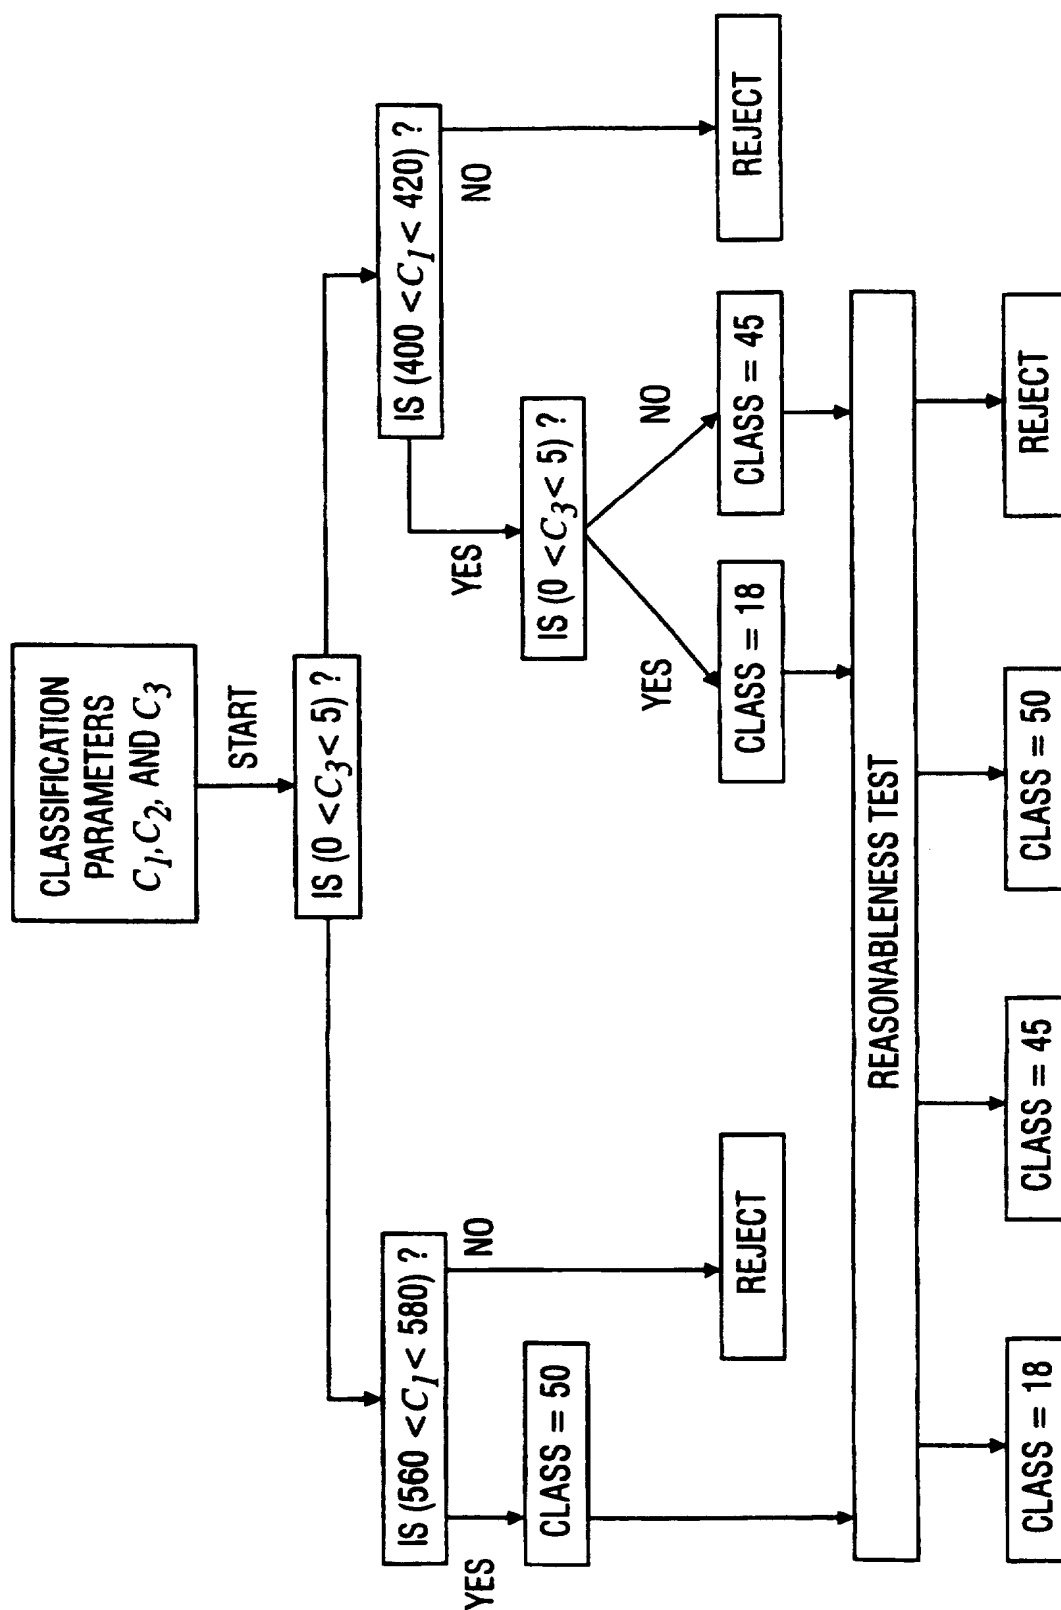 CLASSIFICATION
PARAMETERS
C1, C2, AND C3
START
IS (0 < C3 < 5) ?
IS (560 < C1 < 580) ?
IS (400 < C1 < 420) ?
YES
NO
YES
NO
CLASS = 50
IS (0 < C3 < 5) ?
YES
NO
REJECT
CLASS = 18
CLASS = 45
REJECT
REASONABLENESS TEST
CLASS = 18
CLASS = 45
CLASS = 50
REJECT